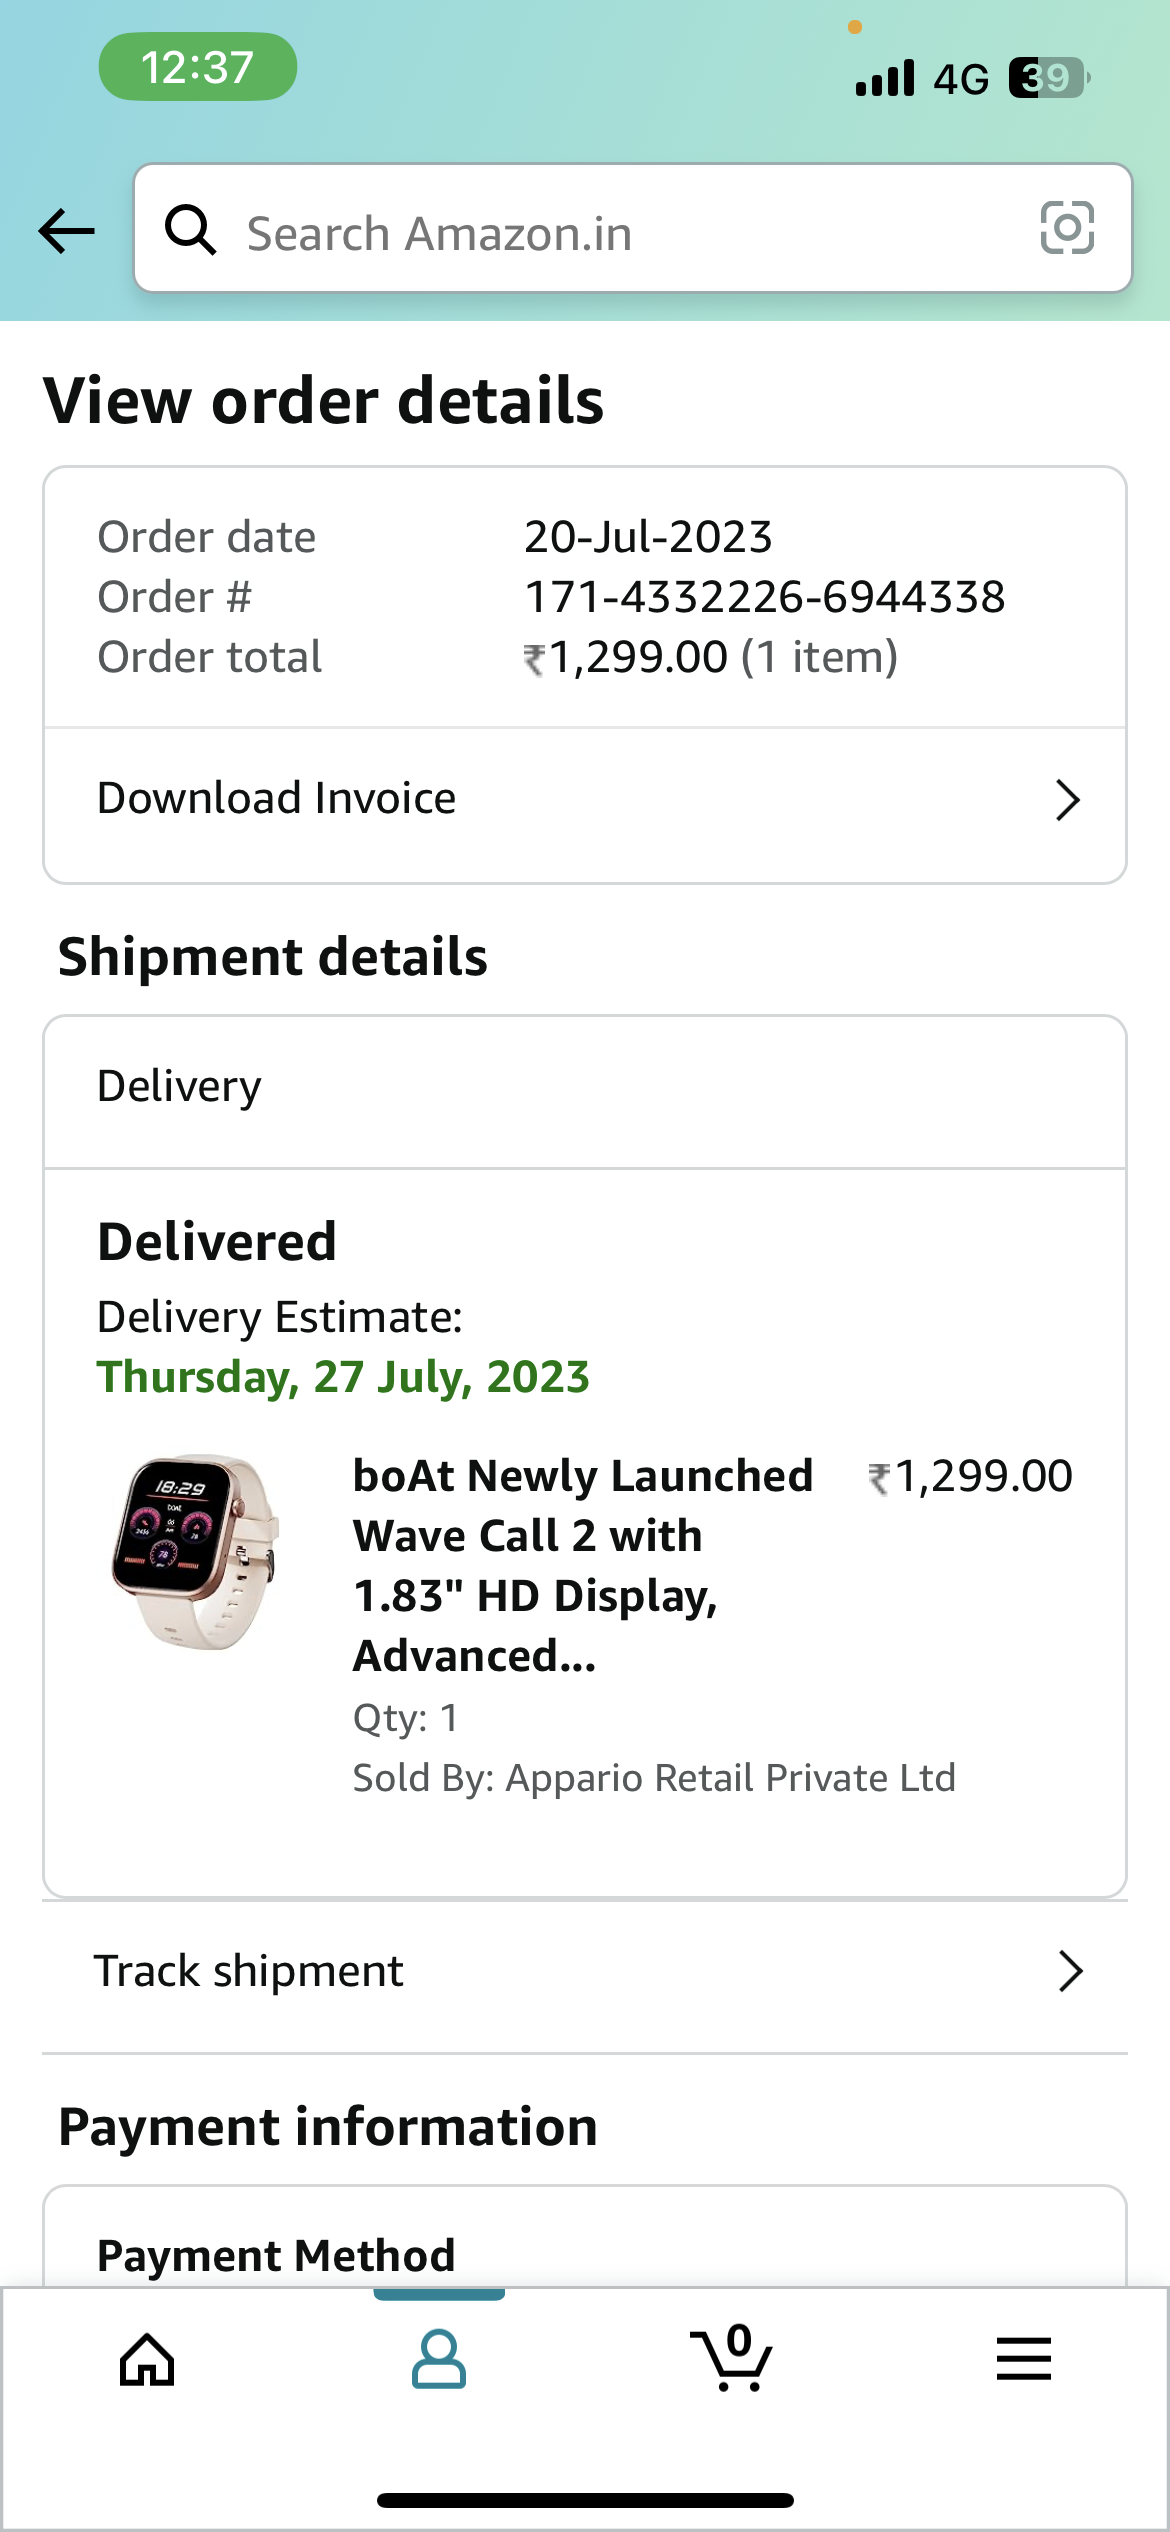 12:37
4G 39
Search Amazon.in
View order details
Order date 20-Jul-2023
Order # 171-4332226-6944338
Order total ₹1,299.00 (1 item)
Download Invoice
Shipment details
Delivery
Delivered
Delivery Estimate:
Thursday, 27 July, 2023
18:29
boAt Newly Launched ₹1,299.00
Wave Call 2 with
1.83" HD Display,
Advanced...
Qty: 1
Sold By: Appario Retail Private Ltd
Track shipment
Payment information
Payment Method
0